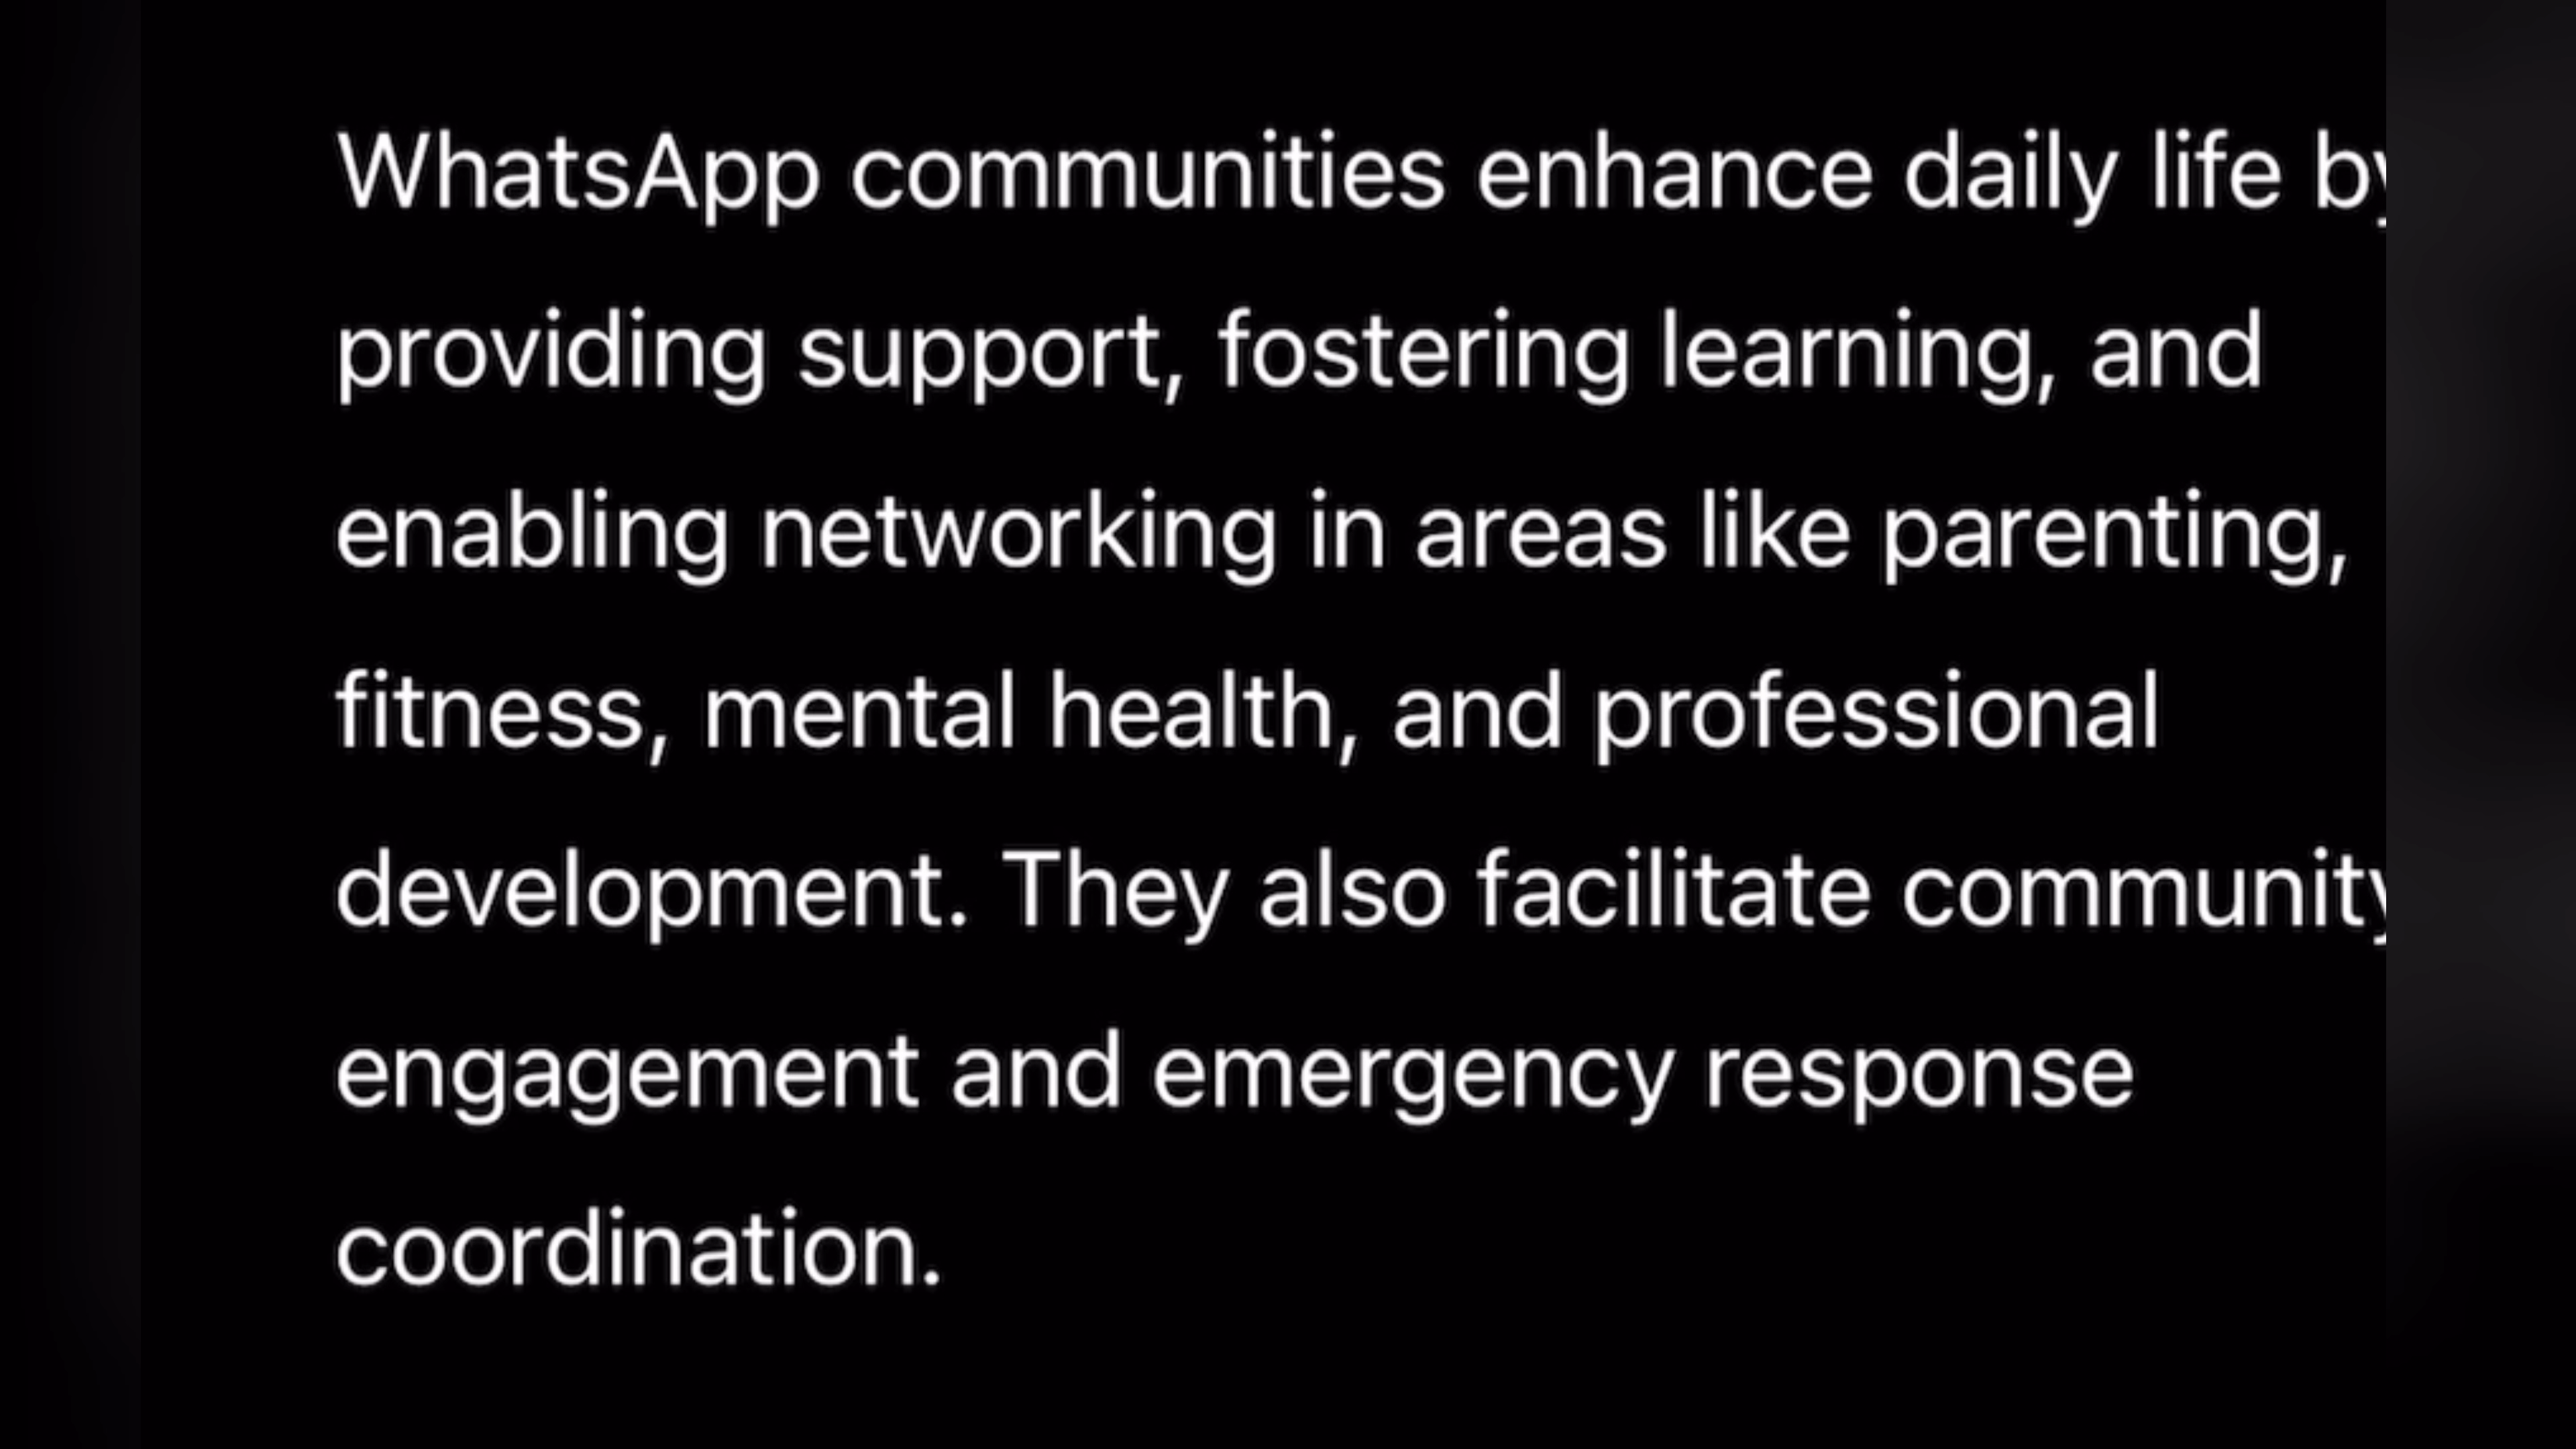 WhatsApp communities enhance daily life by
providing support, fostering learning, and
enabling networking in areas like parenting,
fitness, mental health, and professional
development. They also facilitate community
engagement and emergency response
coordination.